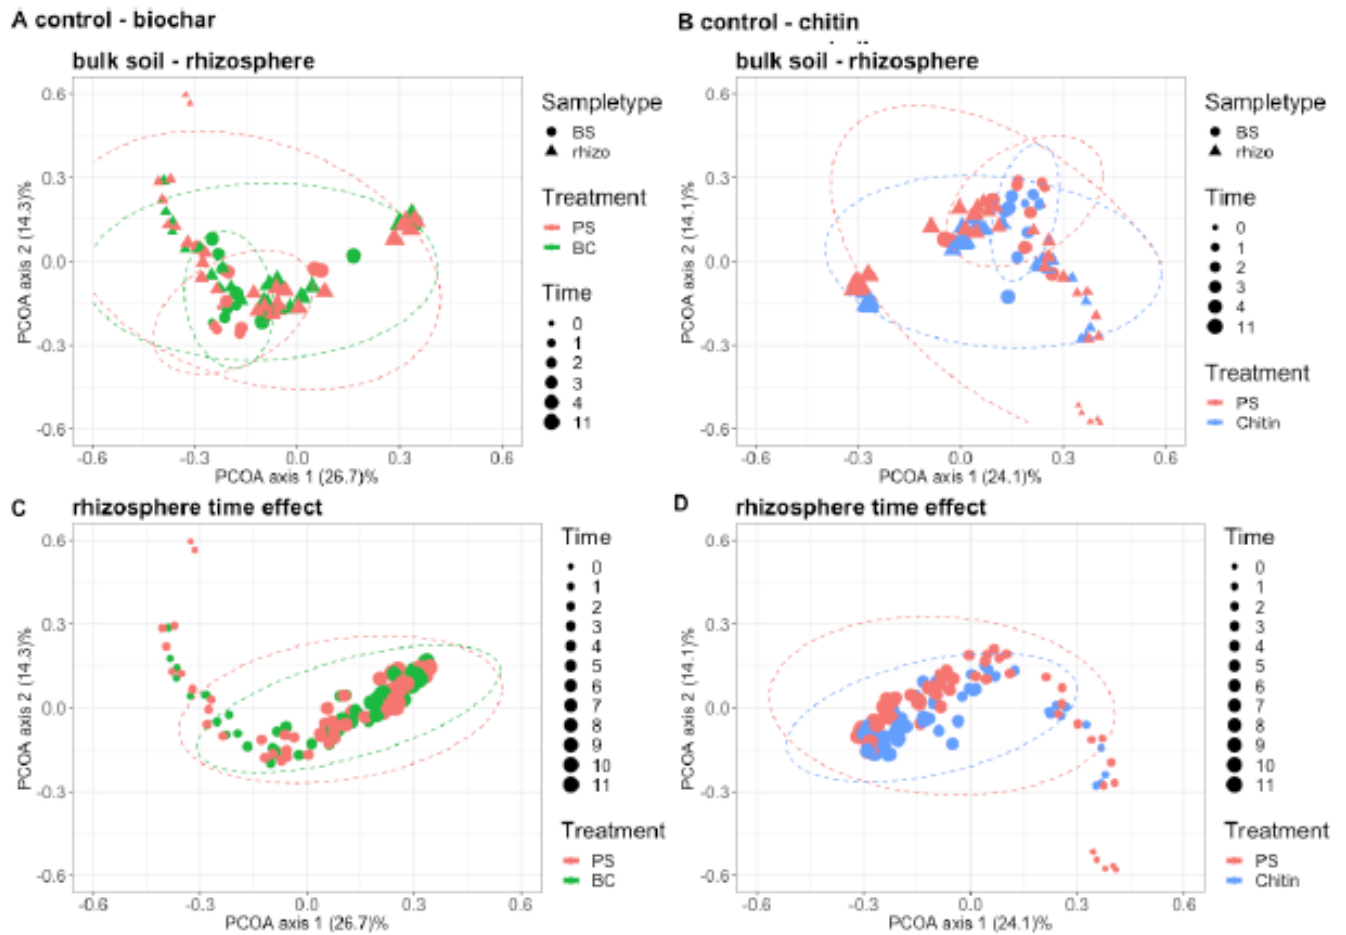 A control - biochar
bulk soil - rhizosphere
0.6
0.3
0.0
-0.3
-0.6
PCOA axis 2 (14.3)%
-0.6 -0.3 0.0 0.3 0.6
PCOA axis 1 (26.7)%
Sampletype
BS
rhizo
Treatment
PS
BC
Time
0
1
2
3
4
11
B control - chitin
bulk soil - rhizosphere
0.6
0.3
0.0
-0.3
-0.6
PCOA axis 2 (14.1)%
-0.6 -0.3 0.0 0.3 0.6
PCOA axis 1 (24.1)%
Sampletype
BS
rhizo
Time
0
1
2
3
4
11
Treatment
PS
Chitin
C rhizosphere time effect
0.6
0.3
0.0
-0.3
-0.6
PCOA axis 2 (14.3)%
-0.6 -0.3 0.0 0.3 0.6
PCOA axis 1 (26.7)%
Time
0
1
2
3
4
5
6
7
8
9
10
11
Treatment
PS
BC
D rhizosphere time effect
0.6
0.3
0.0
-0.3
-0.6
PCOA axis 2 (14.1)%
-0.6 -0.3 0.0 0.3 0.6
PCOA axis 1 (24.1)%
Time
0
1
2
3
4
5
6
7
8
9
10
11
Treatment
PS
Chitin